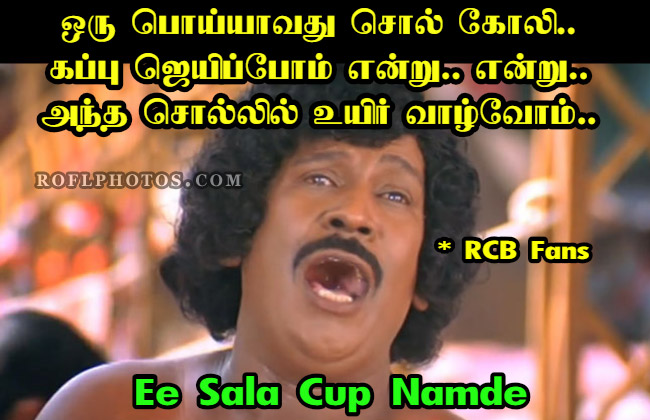 ஒரு பொய்யாவது சொல் கோலி..
கப்பு ஜெயிப்போம் என்று.. என்று..
அந்த சொல்லில் உயிர் வாழ்வோம்..
ROFLPHOTOS.COM
* RCB Fans
Ee Sala Cup Namde